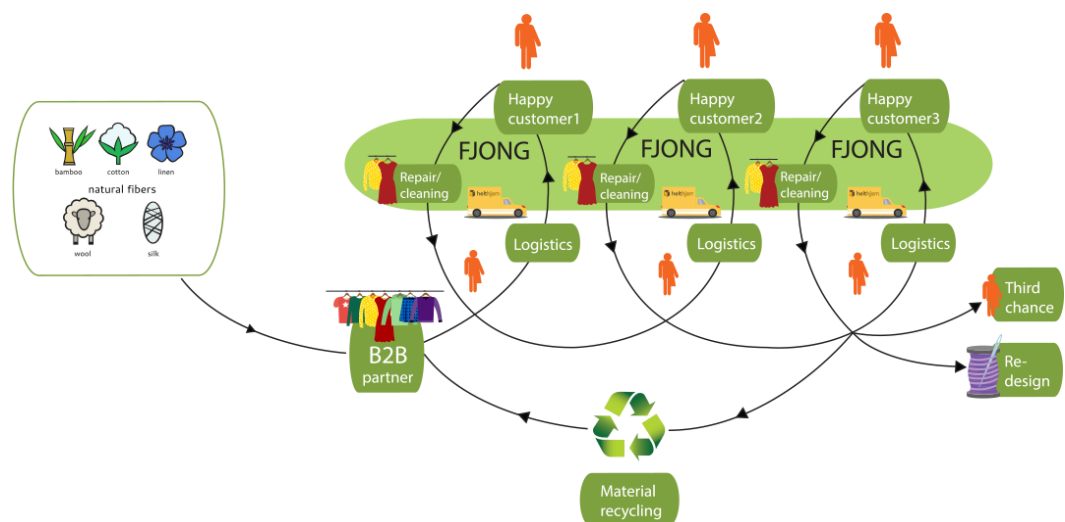 Happy
customer1
Happy
customer2
Happy
customer3
bamboo
cotton
linen
natural fibers
wool
silk
FJONG
FJONG
FJONG
Repair/
cleaning
Repair/
cleaning
Repair/
cleaning
helthjem
helthjem
helthjem
Logistics
Logistics
Logistics
Third
chance
B2B
partner
Re-
design
Material
recycling